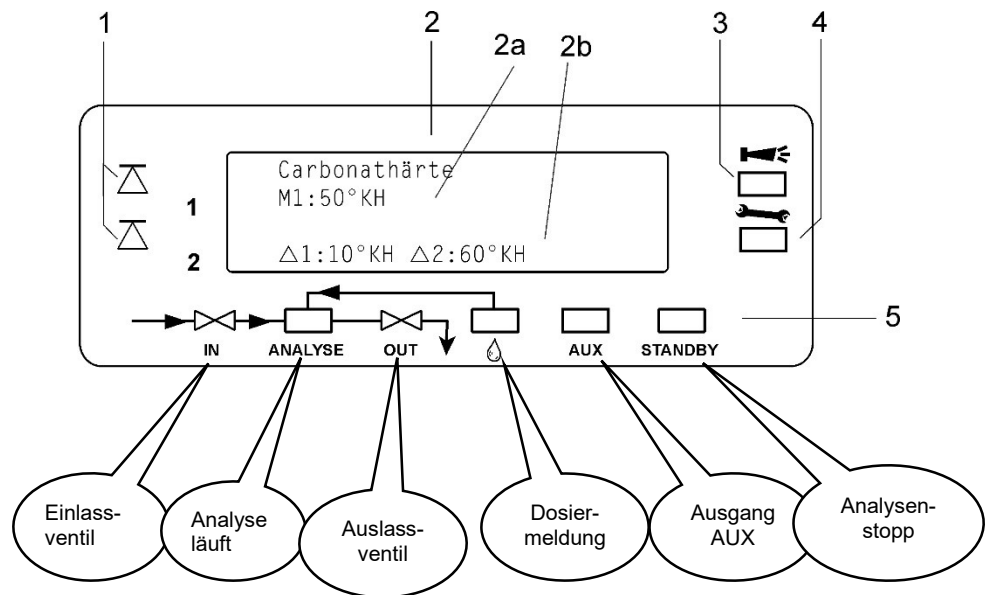 1
2
2a
2b
3
4
1
2
Carbonathärte
M1:50°KH
△1:10°KH △2:60°KH
5
IN
ANALYSE
OUT
AUX
STANDBY
Einlass-
ventil
Analyse
läuft
Auslass-
ventil
Dosier-
meldung
Ausgang
AUX
Analysen-
stopp